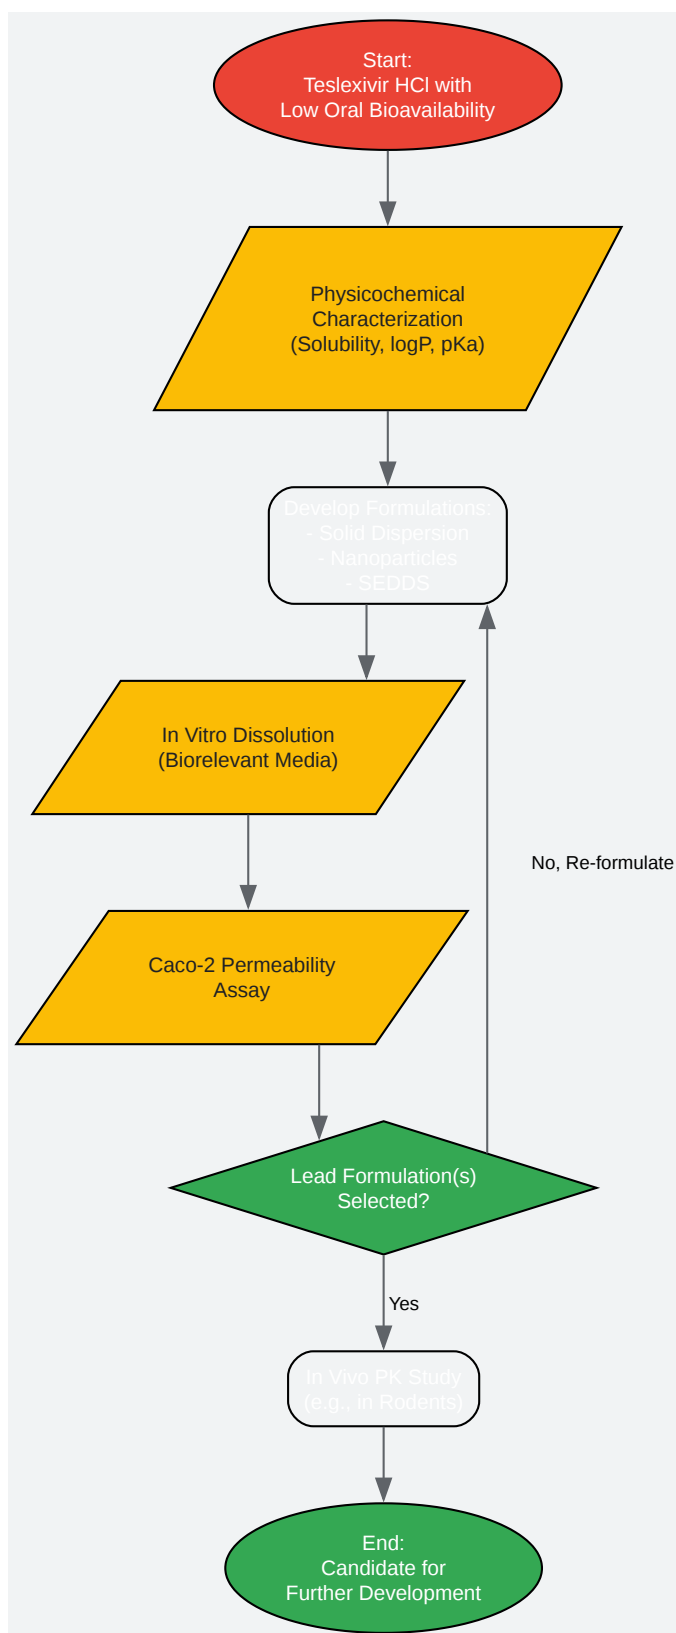 Start:
Teslexivir HCl with
Low Oral Bioavailability
Physicochemical
Characterization
(Solubility, logP, pKa)
Develop Formulations:
- Solid Dispersion
- Nanoparticles
- SEDDS
In Vitro Dissolution
(Biorelevant Media)
No, Re-formulate
Caco-2 Permeability
Assay
Lead Formulation(s)
Selected?
Yes
In Vivo PK Study
(e.g., in Rodents)
End:
Candidate for
Further Development